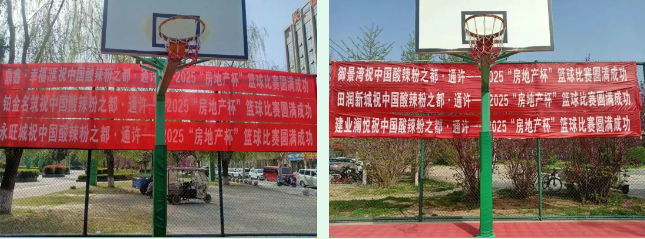 鑫·幸福港祝中国酸辣粉之都·通许 2025“房地产杯”篮球比赛圆满成功
铂金名筑祝中国酸辣粉之都·通许 2025“房地产杯”篮球比赛圆满成功
永旺城祝中国酸辣粉之都·通许 2025“房地产杯”篮球比赛圆满成功
御景湾祝中国酸辣粉之都·通许 2025“房地产杯”篮球比赛圆满成功
田润新城祝中国酸辣粉之都·通许 2025“房地产杯”篮球比赛圆满成功
建业湘悦祝中国酸辣粉之都·通许 2025“房地产杯”篮球比赛圆满成功